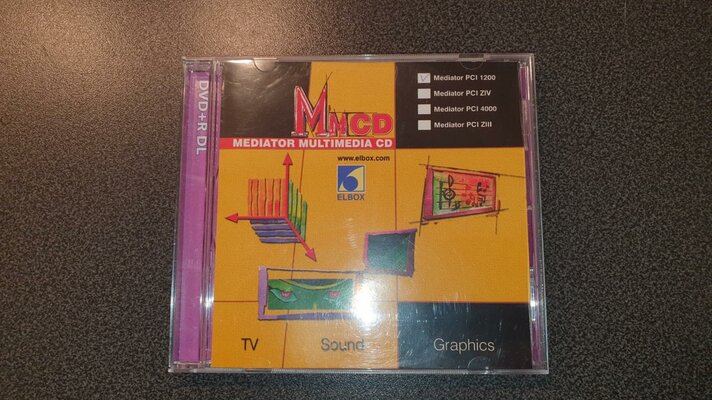 DVD+R DL
Mediator PCI 1200
Mediator PCI ZIV
Mediator PCI 4000
Mediator PCI ZIII
MMCD
MEDIATOR MULTIMEDIA CD
www.elbox.com
ELBOX
TV
Sound
Graphics